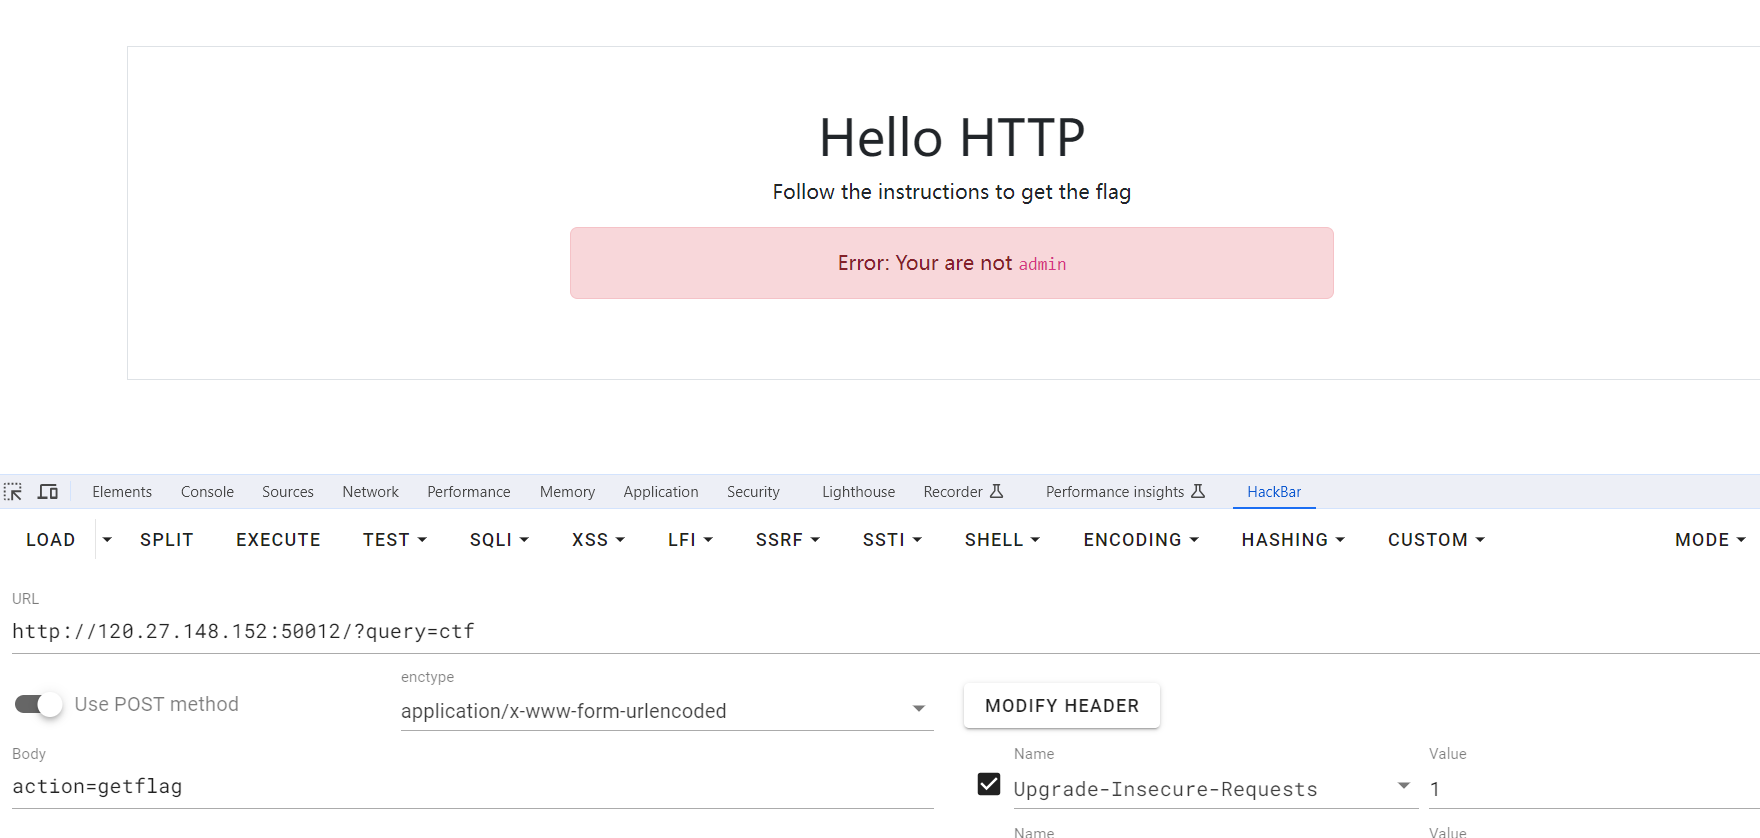 Hello HTTP
Follow the instructions to get the flag
Error: Your are not admin
Elements Console Sources Network Performance Memory Application Security Lighthouse Recorder Performance insights HackBar
LOAD SPLIT EXECUTE TEST SQLI XSS LFI SSRF SSTI SHELL ENCODING HASHING CUSTOM MODE
URL
http://120.27.148.152:50012/?query=ctf
enctype
Use POST method application/x-www-form-urlencoded MODIFY HEADER
Body Name Value
action=getflag Upgrade-Insecure-Requests 1
Name Value